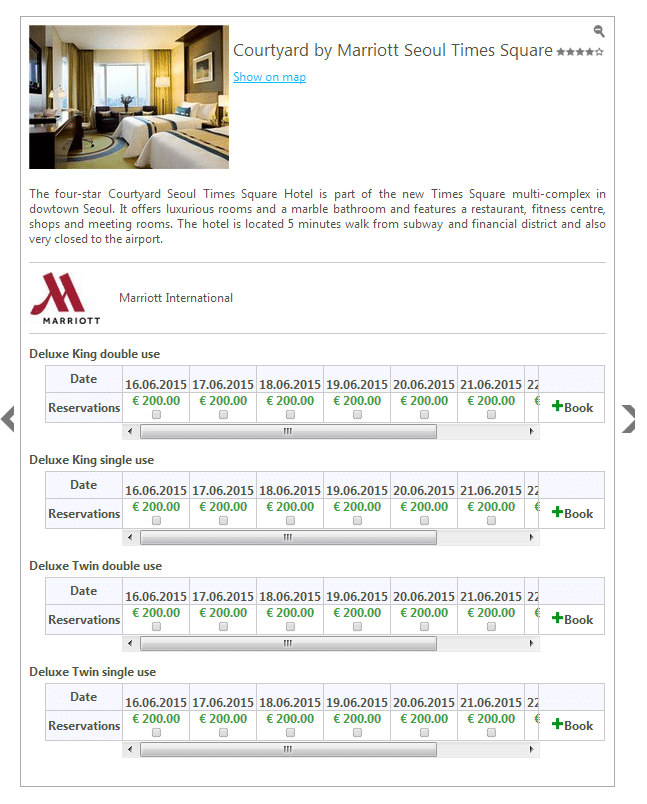 Courtyard by Marriott Seoul Times Square
Show on map
The four-star Courtyard Seoul Times Square Hotel is part of the new Times Square multi-complex in
dowtown Seoul. It offers luxurious rooms and a marble bathroom and features a restaurant, fitness centre,
shops and meeting rooms. The hotel is located 5 minutes walk from subway and financial district and also
very closed to the airport.
MARRIOTT
Marriott International
Deluxe King double use
Date 16.06.2015 17.06.2015 18.06.2015 19.06.2015 20.06.2015 21.06.2015 22
Reservations € 200.00 € 200.00 € 200.00 € 200.00 € 200.00 € 200.00 € Book
Deluxe King single use
Date 16.06.2015 17.06.2015 18.06.2015 19.06.2015 20.06.2015 21.06.2015 22
Reservations € 200.00 € 200.00 € 200.00 € 200.00 € 200.00 € 200.00 € Book
Deluxe Twin double use
Date 16.06.2015 17.06.2015 18.06.2015 19.06.2015 20.06.2015 21.06.2015 22
Reservations € 200.00 € 200.00 € 200.00 € 200.00 € 200.00 € 200.00 € Book
Deluxe Twin single use
Date 16.06.2015 17.06.2015 18.06.2015 19.06.2015 20.06.2015 21.06.2015 22
Reservations € 200.00 € 200.00 € 200.00 € 200.00 € 200.00 € 200.00 € Book